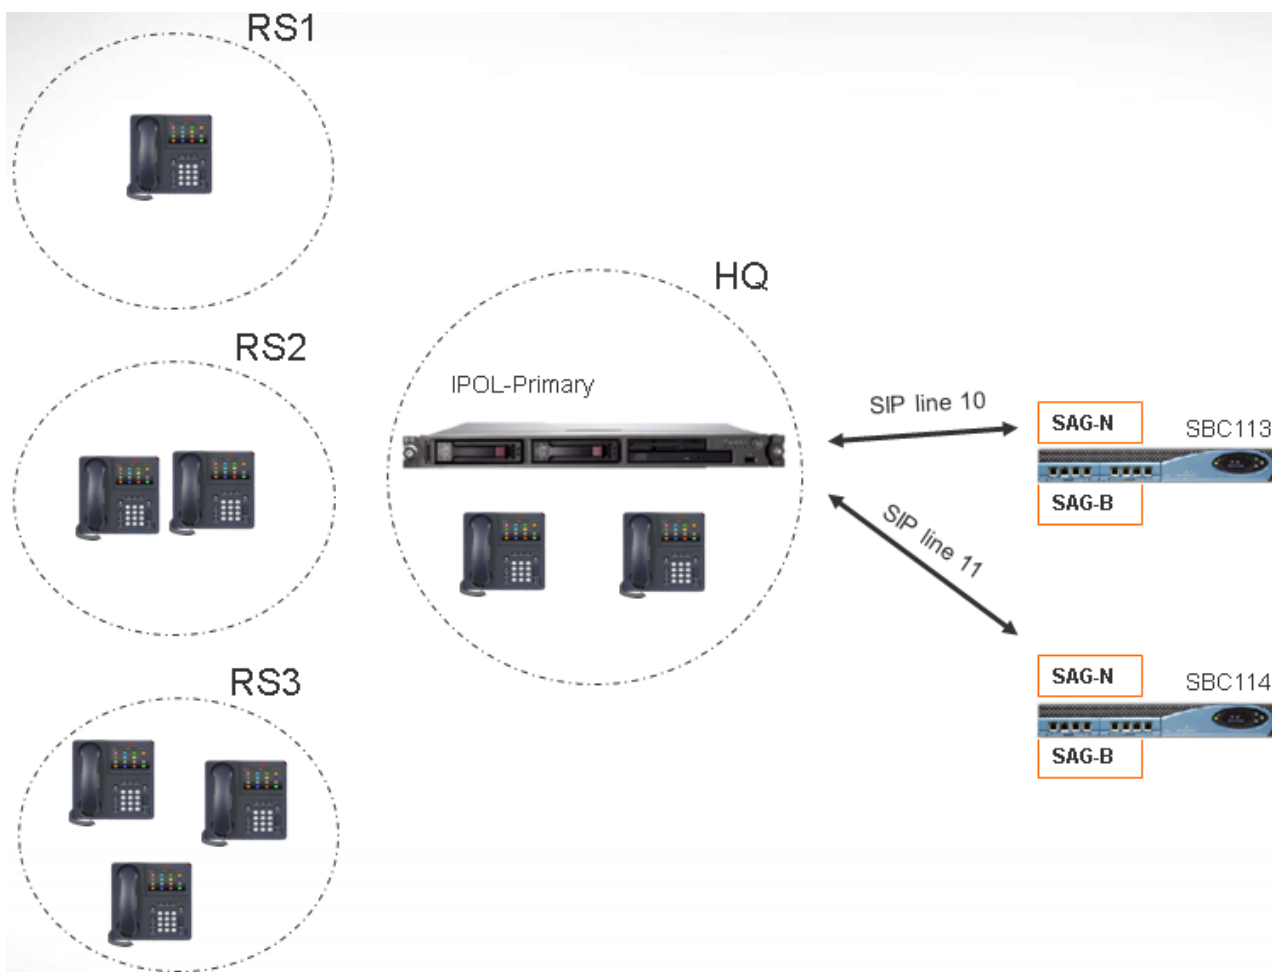 RS1
RS2
RS3
HQ
IPOL-Primary
SIP line 10
SIP line 11
SAG-N
SBC113
SAG-B
SAG-N
SBC114
SAG-B